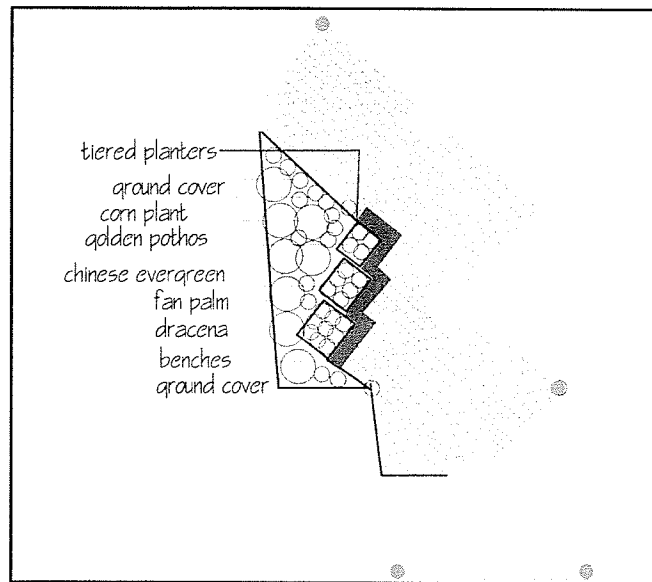 tiered planters
ground cover
corn plant
golden pothos
chinese evergreen
fan palm
dracena
benches
ground cover